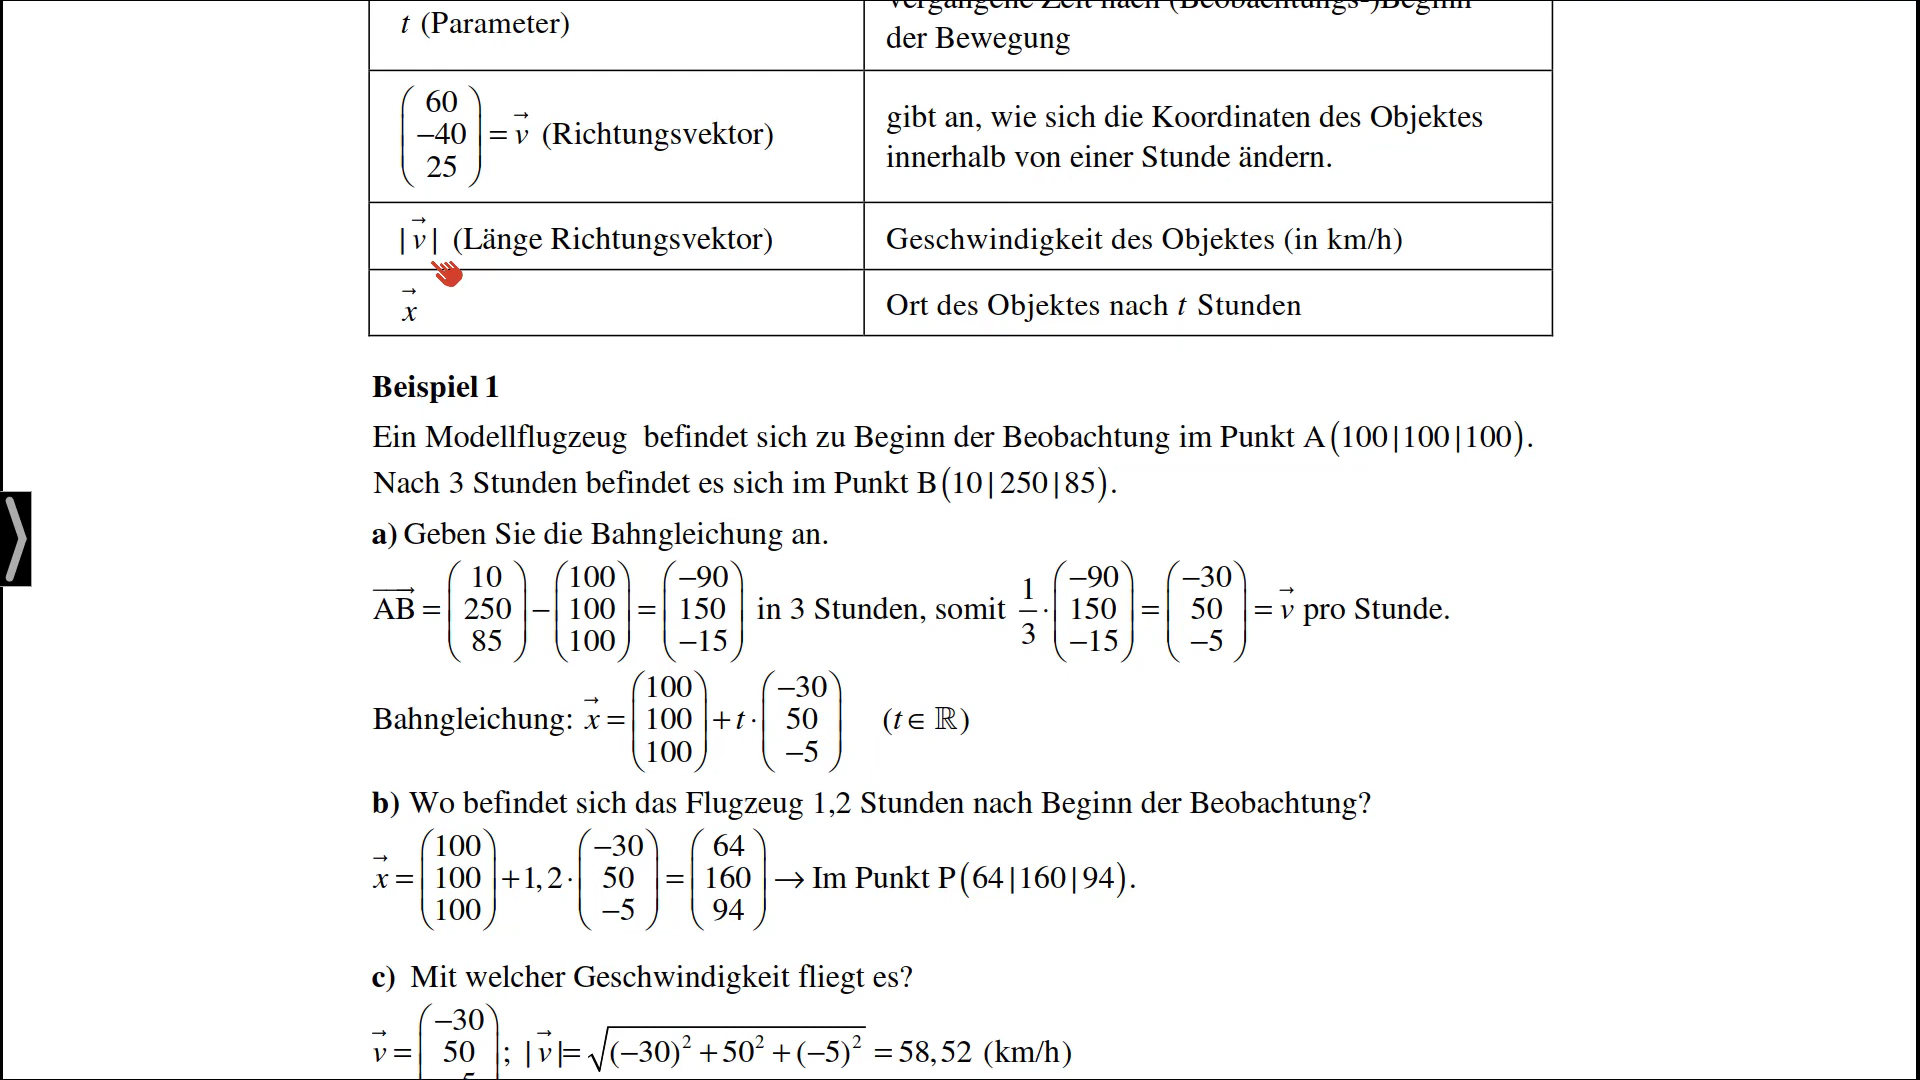 t (Parameter)
vergangene Zeit nach (Beobachtungs-)Beginn
der Bewegung
(60 −40 25) = v⃗ (Richtungsvektor)
gibt an, wie sich die Koordinaten des Objektes
innerhalb von einer Stunde ändern.
|v⃗| (Länge Richtungsvektor)
Geschwindigkeit des Objektes (in km/h)
x⃗
Ort des Objektes nach t Stunden
Beispiel 1
Ein Modellflugzeug befindet sich zu Beginn der Beobachtung im Punkt A(100|100|100).
Nach 3 Stunden befindet es sich im Punkt B(10|250|85).
a) Geben Sie die Bahngleichung an.
AB⃗ = (10 250 85) − (100 100 100) = (−90 150 −15) in 3 Stunden, somit 1/3 · (−90 150 −15) = (−30 50 −5) = v⃗ pro Stunde.
Bahngleichung: x⃗ = (100 100 100) + t · (−30 50 −5) (t ∈ ℝ)
b) Wo befindet sich das Flugzeug 1,2 Stunden nach Beginn der Beobachtung?
x⃗ = (100 100 100) + 1,2 · (−30 50 −5) = (64 160 94) → Im Punkt P(64|160|94).
c) Mit welcher Geschwindigkeit fliegt es?
v⃗ = (−30 50 −5); |v⃗| = √((−30)² + 50² + (−5)²) = 58,52 (km/h)